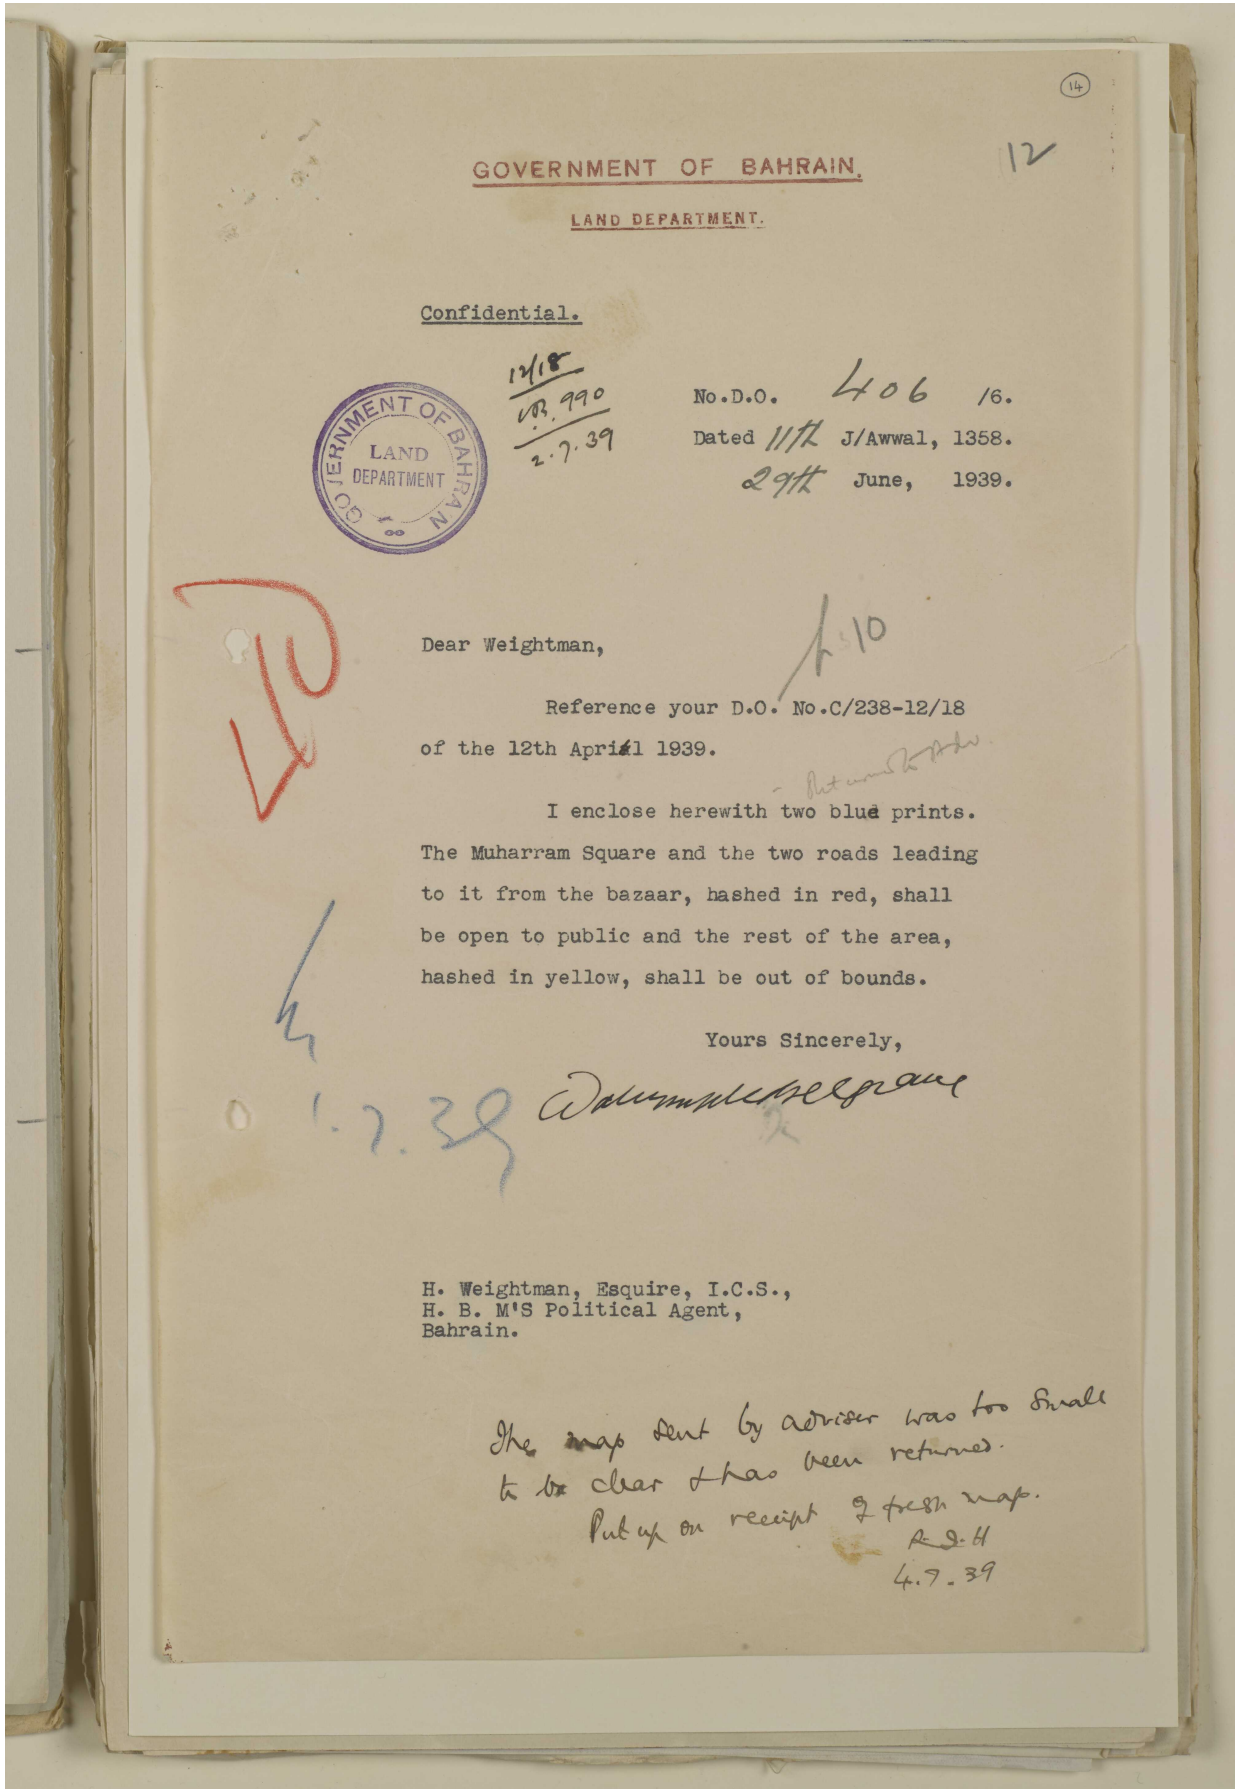 14
12
GOVERNMENT OF BAHRAIN.
LAND DEPARTMENT.
Confidential.
12/18
990
2.7.39
No.D.O. 406 /6.
Dated 11th J/Awwal, 1358.
29th June, 1939.
GOVERNMENT OF BAHRAIN
LAND
DEPARTMENT
Dear Weightman,
10
Reference your D.O. No.C/238-12/18
of the 12th April 1939.
Returned to Adv
I enclose herewith two blue prints.
The Muharram Square and the two roads leading
to it from the bazaar, hashed in red, shall
be open to public and the rest of the area,
hashed in yellow, shall be out of bounds.
Yours Sincerely,
1.7.39
H. Weightman, Esquire, I.C.S.,
H. B. M'S Political Agent,
Bahrain.
The map sent by adviser was too small
to be clear & has been returned.
Put up on receipt of fresh map.
4.7.39